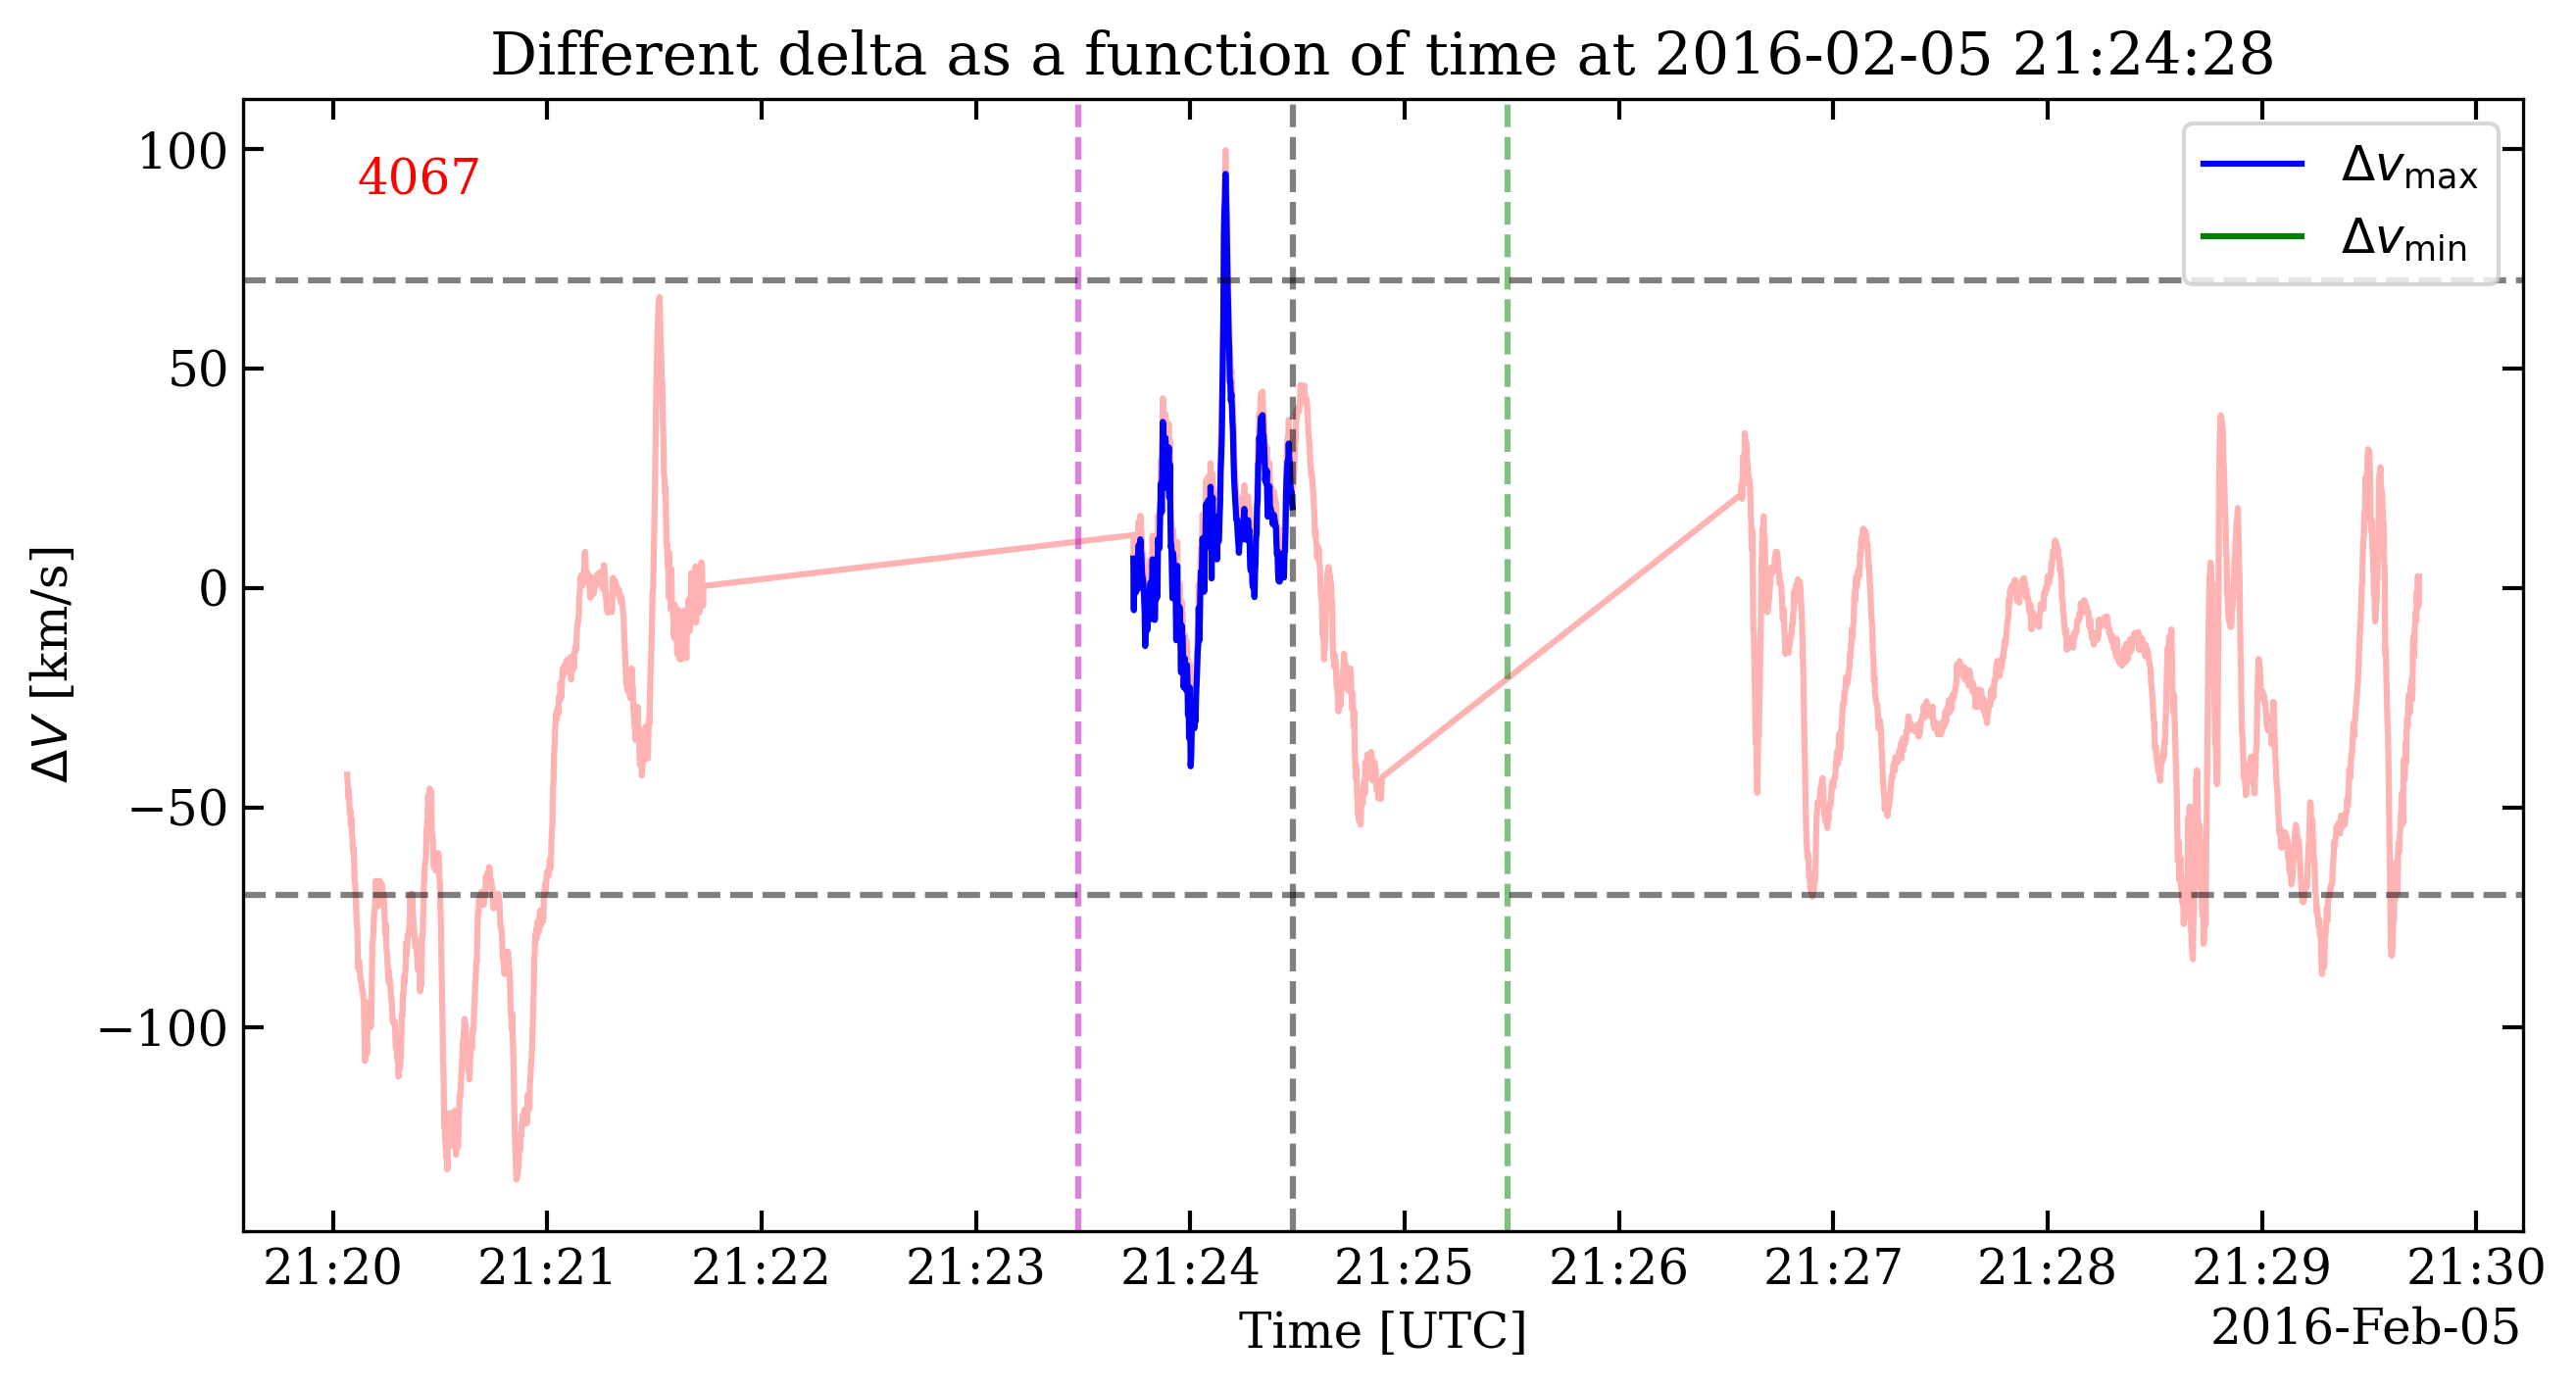 Different delta as a function of time at 2016-02-05 21:24:28
4067
Δv_max
Δv_min
ΔV [km/s]
100
50
0
−50
−100
21:20 21:21 21:22 21:23 21:24 21:25 21:26 21:27 21:28 21:29 21:30
Time [UTC]
2016-Feb-05